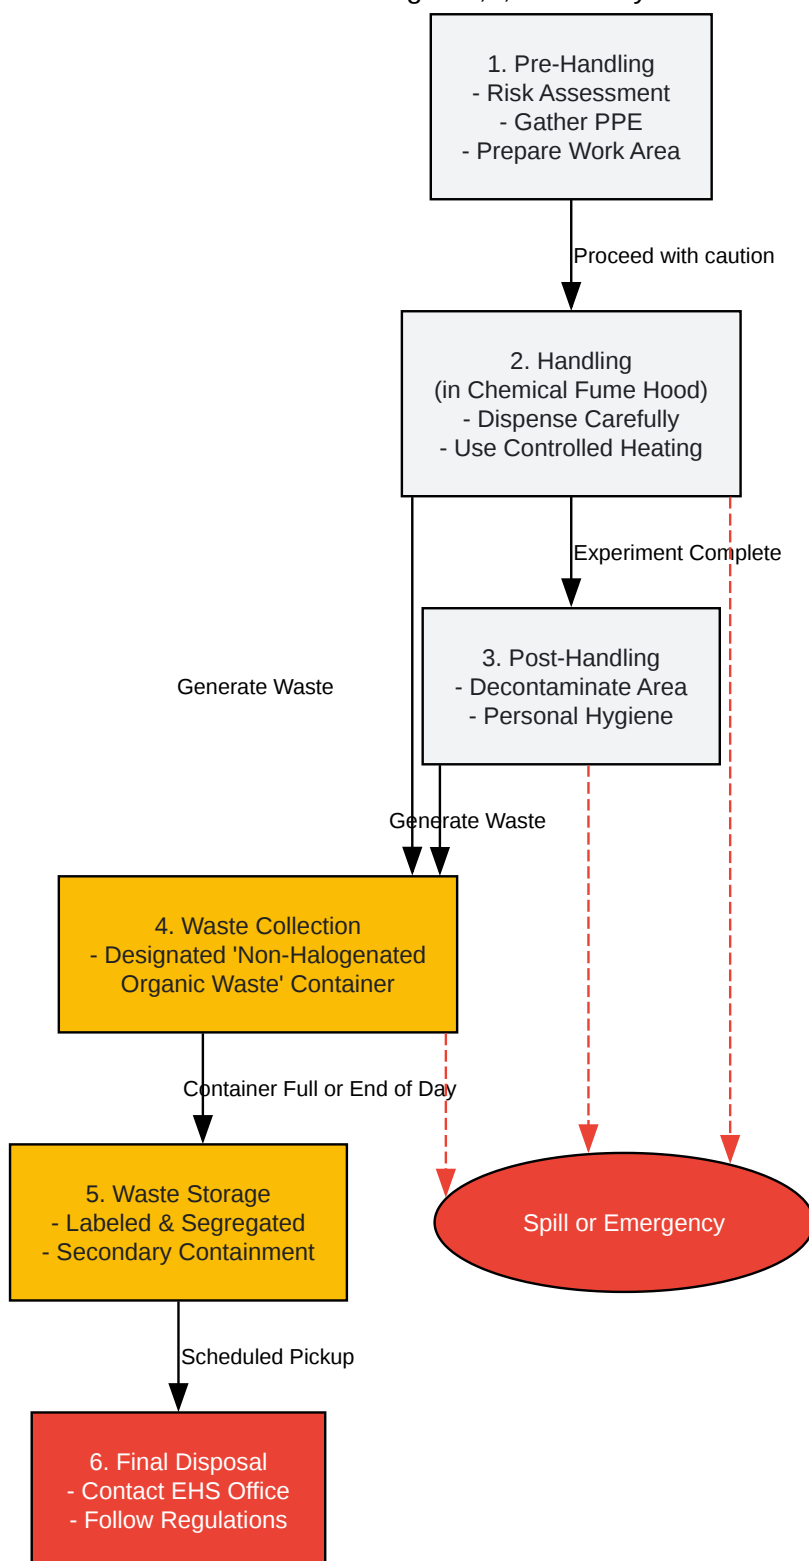 1. Pre-Handling
- Risk Assessment
- Gather PPE
- Prepare Work Area
Proceed with caution
2. Handling
(in Chemical Fume Hood)
- Dispense Carefully
- Use Controlled Heating
Experiment Complete
3. Post-Handling
- Decontaminate Area
- Personal Hygiene
Generate Waste
Generate Waste
4. Waste Collection
- Designated 'Non-Halogenated
Organic Waste' Container
Container Full or End of Day
5. Waste Storage
- Labeled & Segregated
- Secondary Containment
Spill or Emergency
Scheduled Pickup
6. Final Disposal
- Contact EHS Office
- Follow Regulations